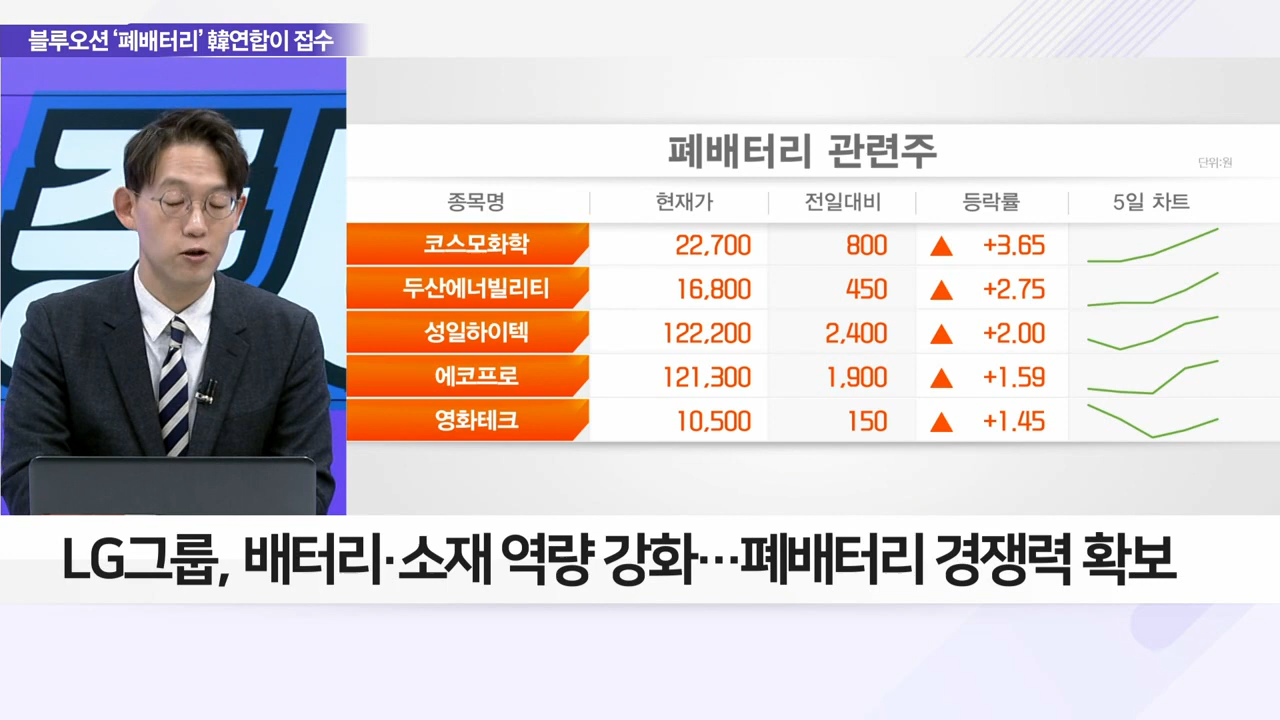 블루오션 ‘폐배터리’ 韓연합이 접수
폐배터리 관련주
단위:원
종목명 현재가 전일대비 등락률 5일 차트
코스모화학 22,700 800 ▲ +3.65
두산에너빌리티 16,800 450 ▲ +2.75
성일하이텍 122,200 2,400 ▲ +2.00
에코프로 121,300 1,900 ▲ +1.59
영화테크 10,500 150 ▲ +1.45
LG그룹, 배터리·소재 역량 강화…폐배터리 경쟁력 확보